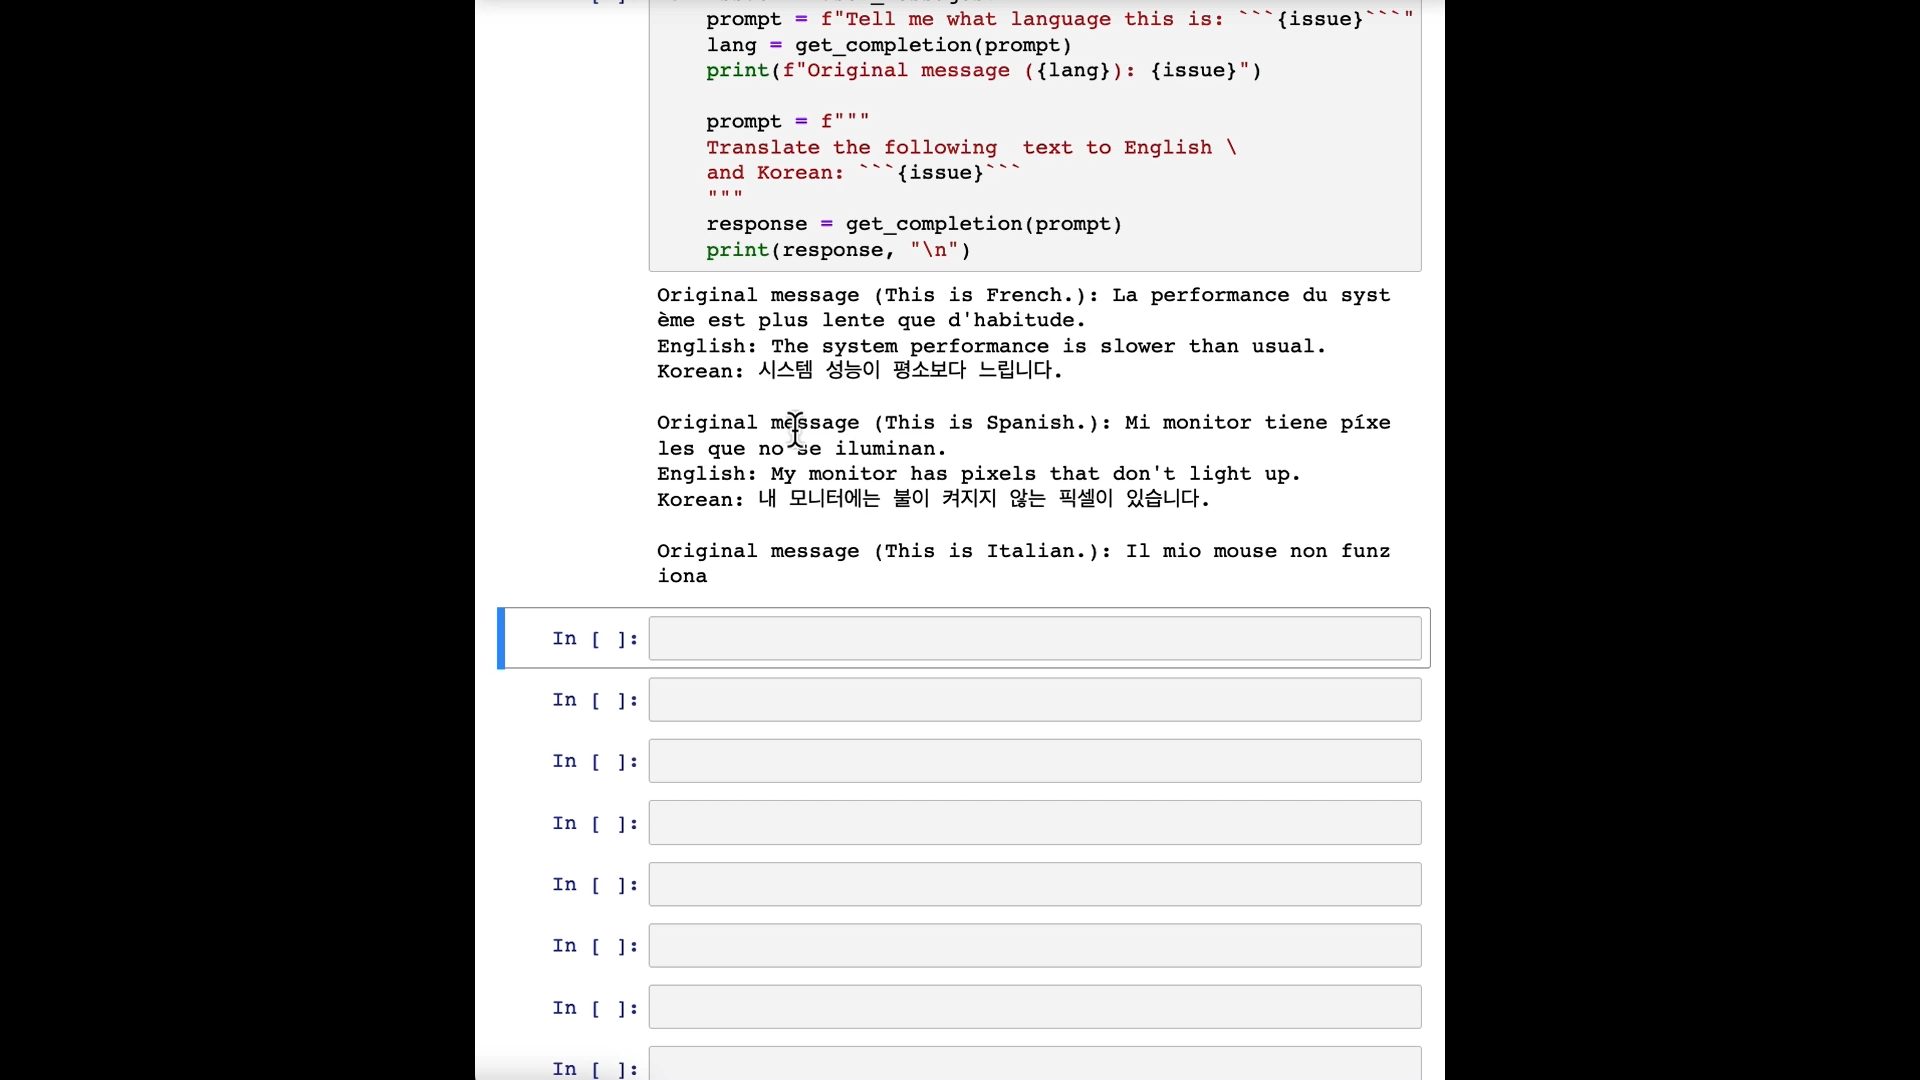 prompt = f"Tell me what language this is: ```{issue}```"
lang = get_completion(prompt)
print(f"Original message ({lang}): {issue}")
prompt = f"""
Translate the following  text to English \
and Korean: ```{issue}```
"""
response = get_completion(prompt)
print(response, "\n")
Original message (This is French.): La performance du syst
ème est plus lente que d'habitude.
English: The system performance is slower than usual.
Korean: 시스템 성능이 평소보다 느립니다.
Original message (This is Spanish.): Mi monitor tiene píxe
les que no se iluminan.
English: My monitor has pixels that don't light up.
Korean: 내 모니터에는 불이 켜지지 않는 픽셀이 있습니다.
Original message (This is Italian.): Il mio mouse non funz
iona
In [ ]:
In [ ]:
In [ ]:
In [ ]:
In [ ]:
In [ ]:
In [ ]:
In [ ]: